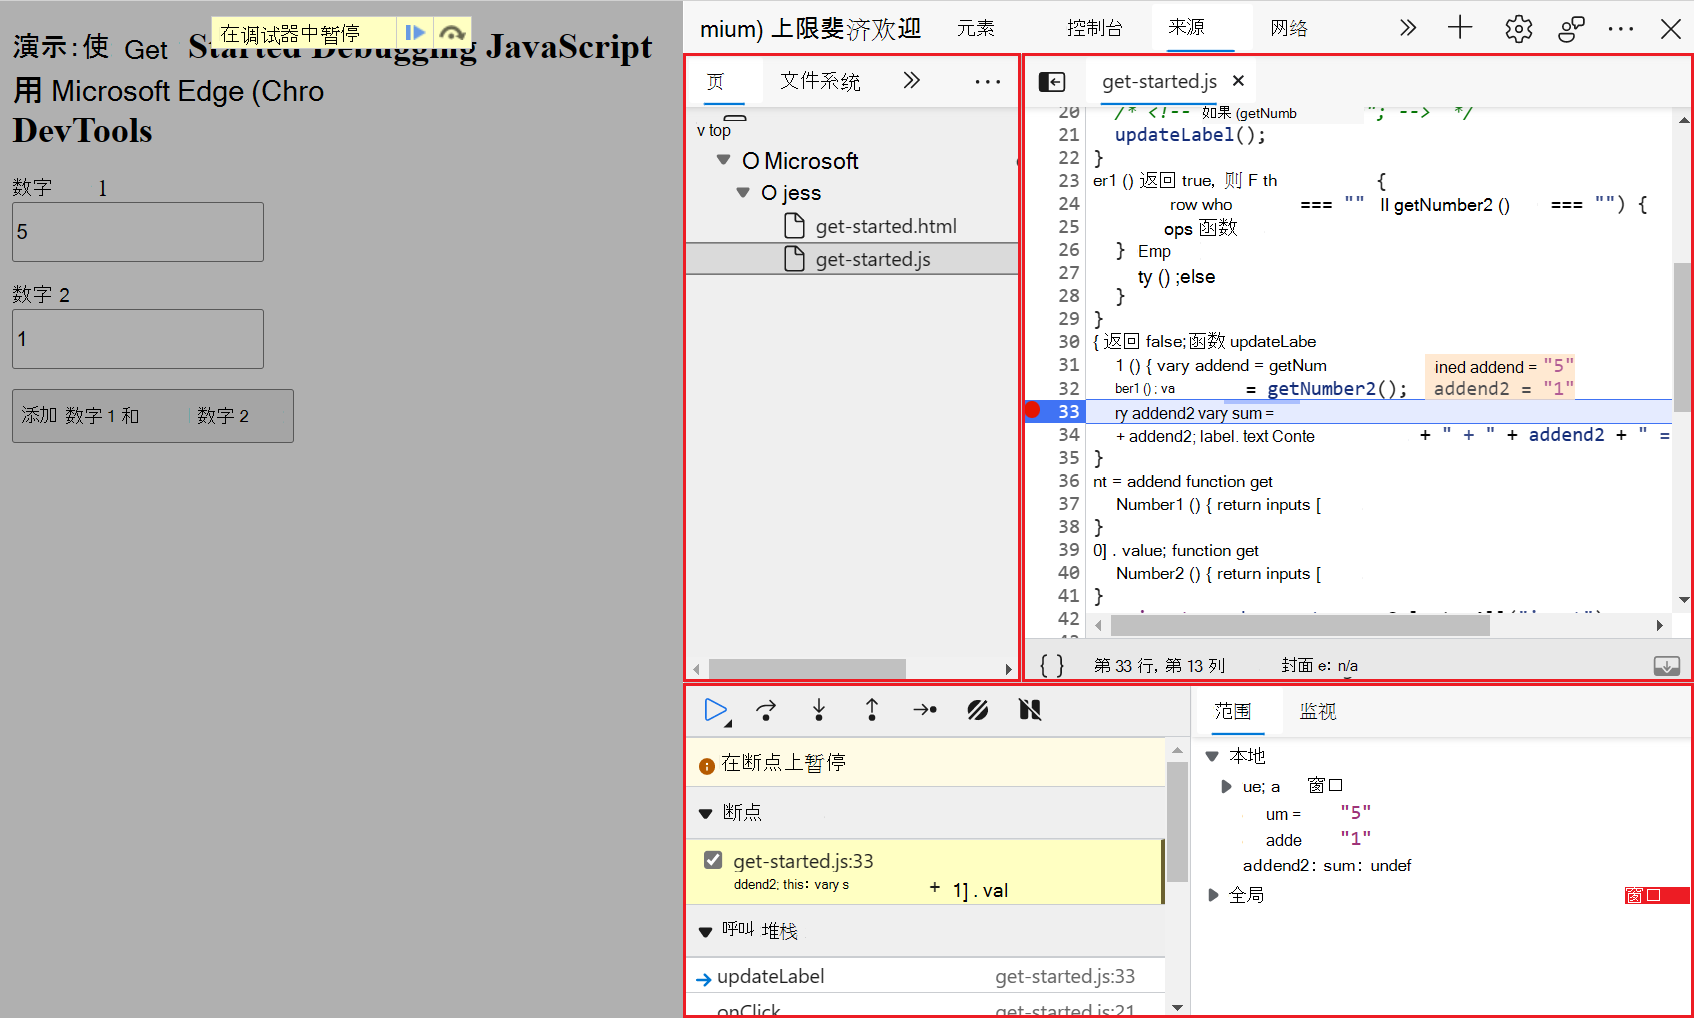 在调试器中暂停
演示:使 Get Started Debugging JavaScript
用 Microsoft Edge (Chro
DevTools
数字 1
5
数字 2
1
添加 数字 1 和 数字 2
mium) 上限斐济欢迎 元素 控制台 来源 网络
页 文件系统
v top
O Microsoft
O jess
get-started.html
get-started.js
get-started.js
20 /* <!-- 如果 (getNumb "; --> */
21 updateLabel();
22 }
23 er1 () 返回 true, 则 F th {
24 row who === "" II getNumber2 () === "") {
25 ops 函数
26 } Emp
27 ty () ;else
28 }
29 }
30 { 返回 false;函数 updateLabe
31 1 () { vary addend = getNum ined addend = "5"
32 ber1 () ; va = getNumber2(); addend2 = "1"
33 ry addend2 vary sum =
34 + addend2; label. text Conte + " + " + addend2 + " =
35 }
36 nt = addend function get
37 Number1 () { return inputs [
38 }
39 0] . value; function get
40 Number2 () { return inputs [
41 }
42
{ } 第 33 行, 第 13 列 封面 e: n/a
在断点上暂停
断点
get-started.js:33
ddend2; this: vary s + 1] . val
呼叫 堆栈
updateLabel get-started.js:33
onClick get-started.js:21
范围 监视
本地
ue; a 窗口
um = "5"
adde "1"
addend2: sum: undef
全局 窗口